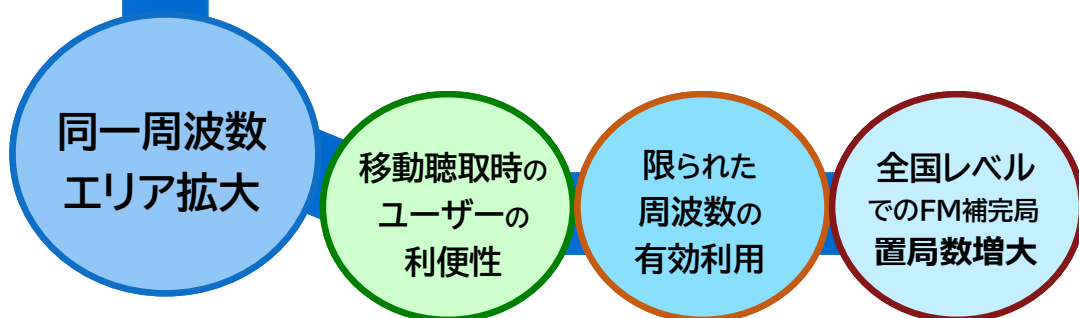 同一周波数
エリア拡大
移動聴取時の
ユーザーの
利便性
限られた
周波数の
有効利用
全国レベル
でのFM補完局
置局数増大